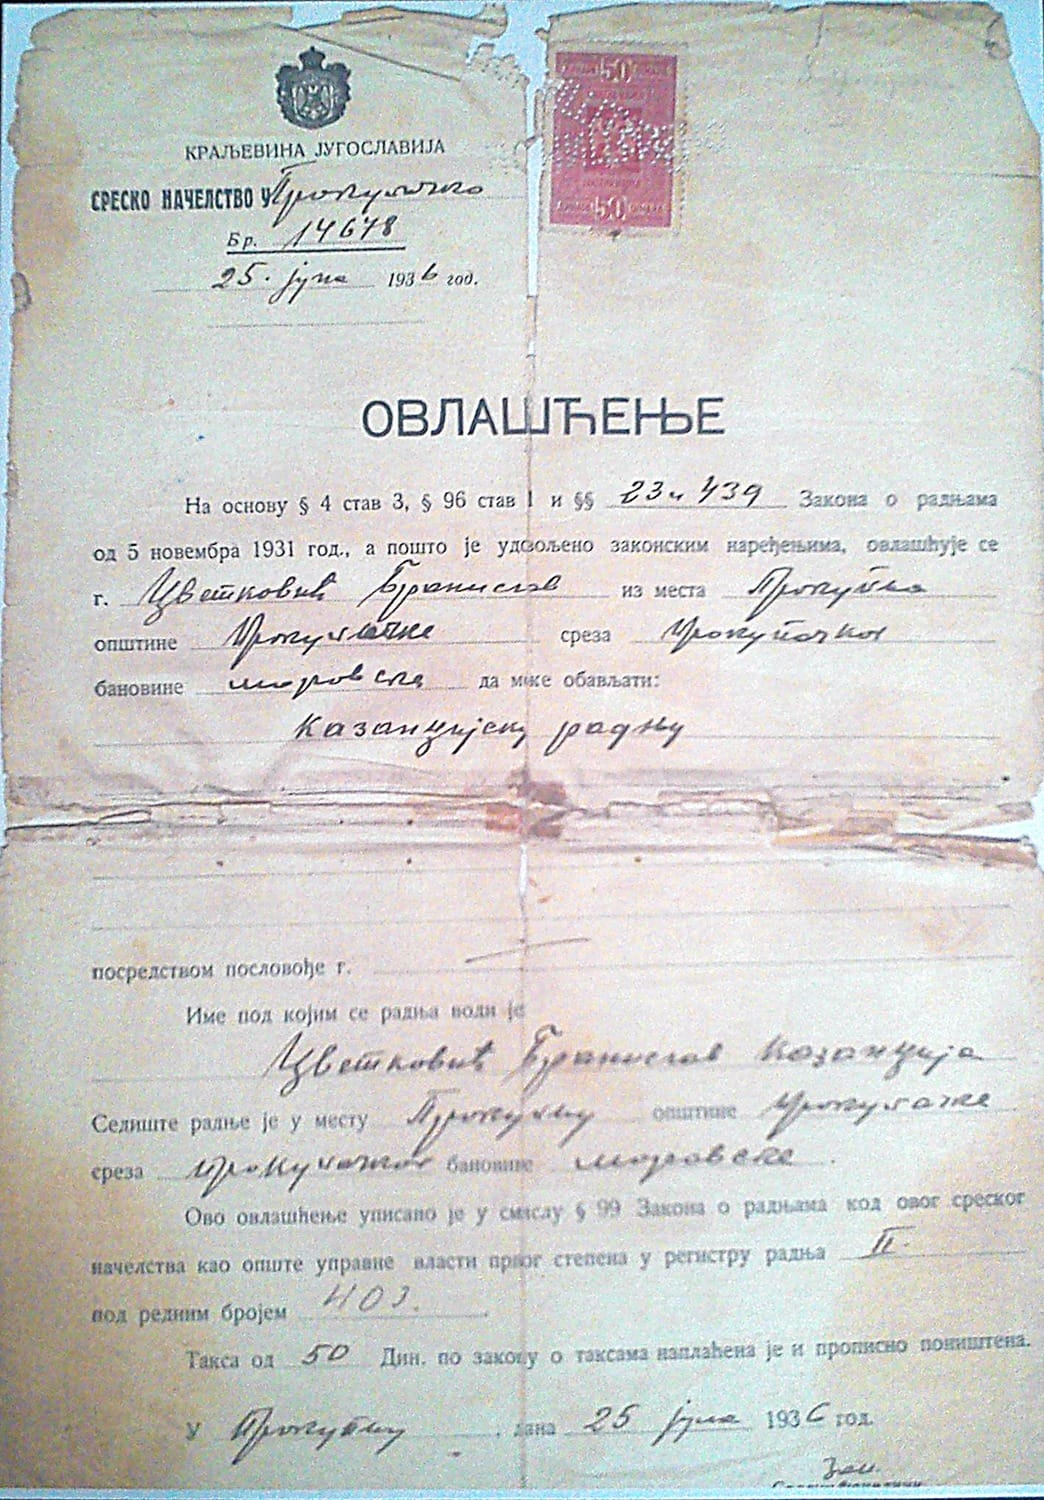 50 50
КРАЉЕВИНА ЈУГОСЛАВИЈА
СРЕСКО НАЧЕЛСТВО У
Бр. 14678
25. јуна 1936 год.
ОВЛАШЋЕЊЕ
На основу § 4 став 3, § 96 став 1 и §§ 23 и 439 Закона о радњама
од 5 новембра 1931 год., а пошто је удовољено законским наређењима, овлашћује се
г. Цветковић Бранислав из места Прокупља
општине Прокупачке среза Прокупачког
бановине моравске да може обављати:
Казанџијску радњу
посредством пословође г.
Име под којим се радња води је
Цветковић Бранислав Казанџија
Селиште радње је у месту Прокупљу општине Прокупачке
среза прокупачког бановине моравске.
Ово овлашћење уписано је у смислу § 99 Закона о радњама код овог среског
начелства као опште управне власти првог степена у регистру радња II.
под редним бројем 403.
Такса од 50 Дин. по закону о таксама наплаћена је и прописно поништена.
У Прокупљу, дана 25 јуна 1936 год.